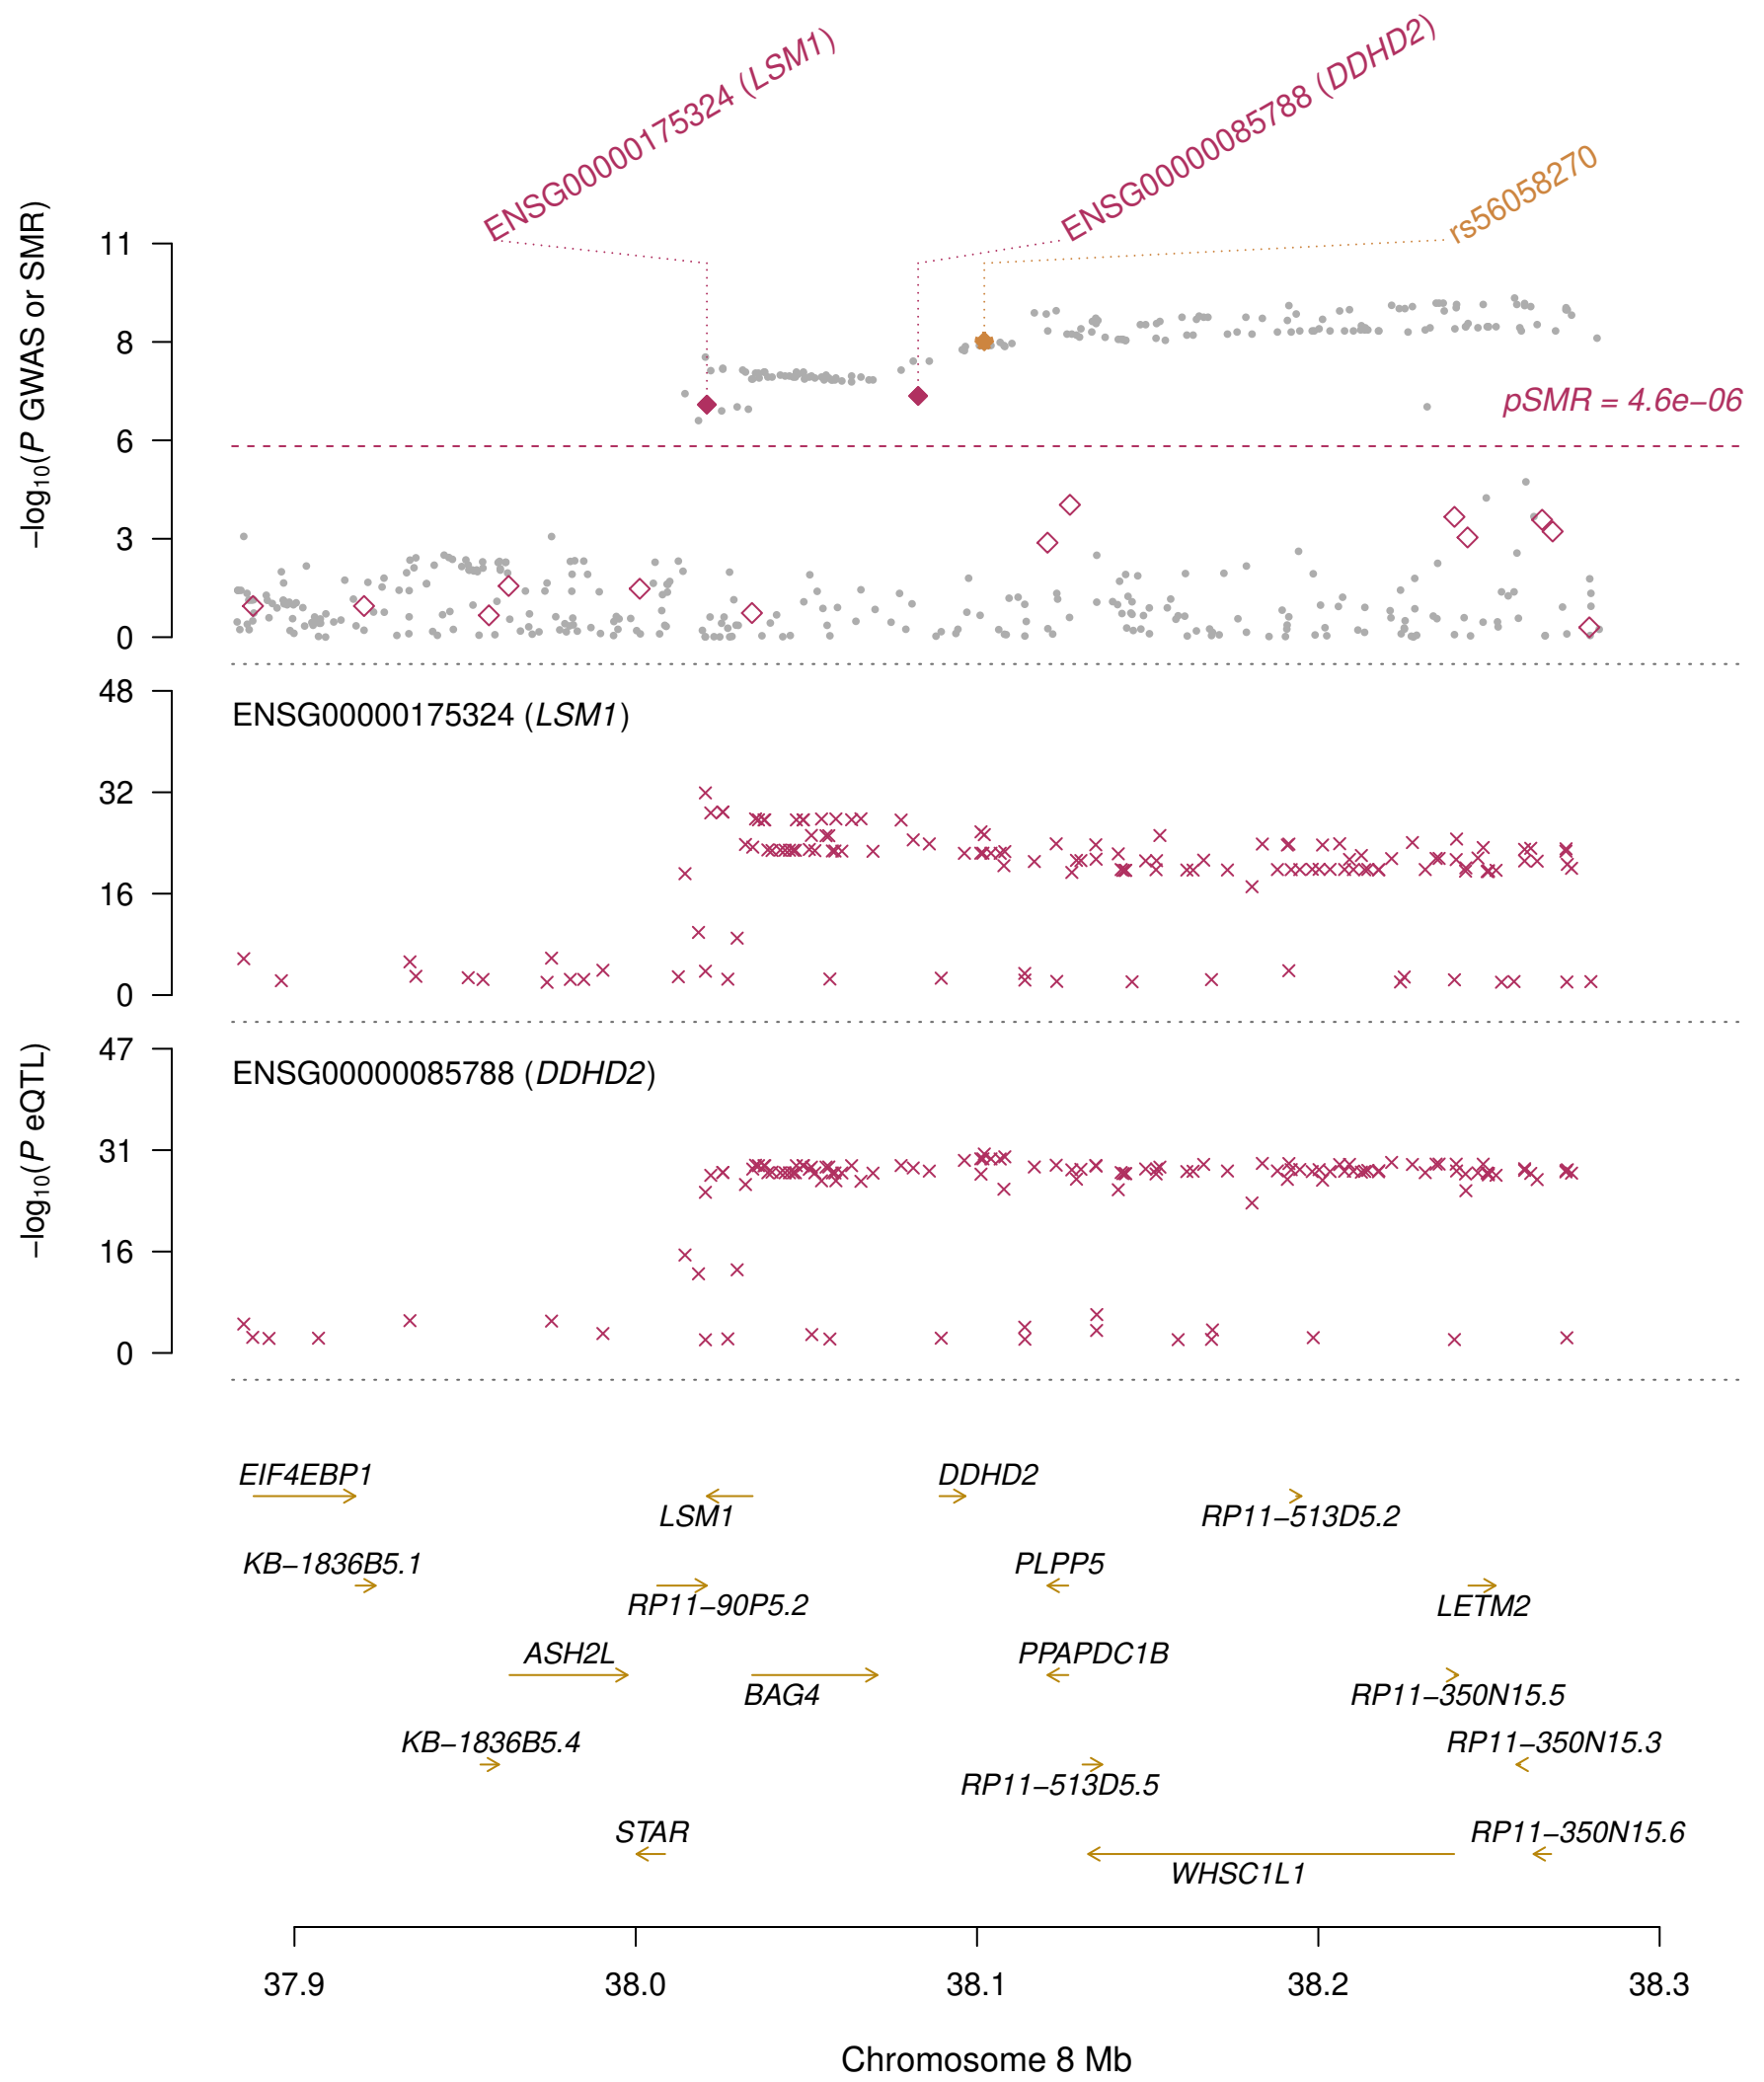 ENSG00000175324 (LSM1)
ENSG00000085788 (DDHD2)
rs56058270
−log10(P GWAS or SMR)
11
8
6
3
0
pSMR = 4.6e−06
48
32
16
0
ENSG00000175324 (LSM1)
−log10(P eQTL)
47
31
16
0
ENSG00000085788 (DDHD2)
EIF4EBP1
DDHD2
LSM1
RP11−513D5.2
KB−1836B5.1
PLPP5
RP11−90P5.2
LETM2
ASH2L
PPAPDC1B
BAG4
RP11−350N15.5
KB−1836B5.4
RP11−350N15.3
RP11−513D5.5
STAR
RP11−350N15.6
WHSC1L1
37.9
38.0
38.1
38.2
38.3
Chromosome 8 Mb